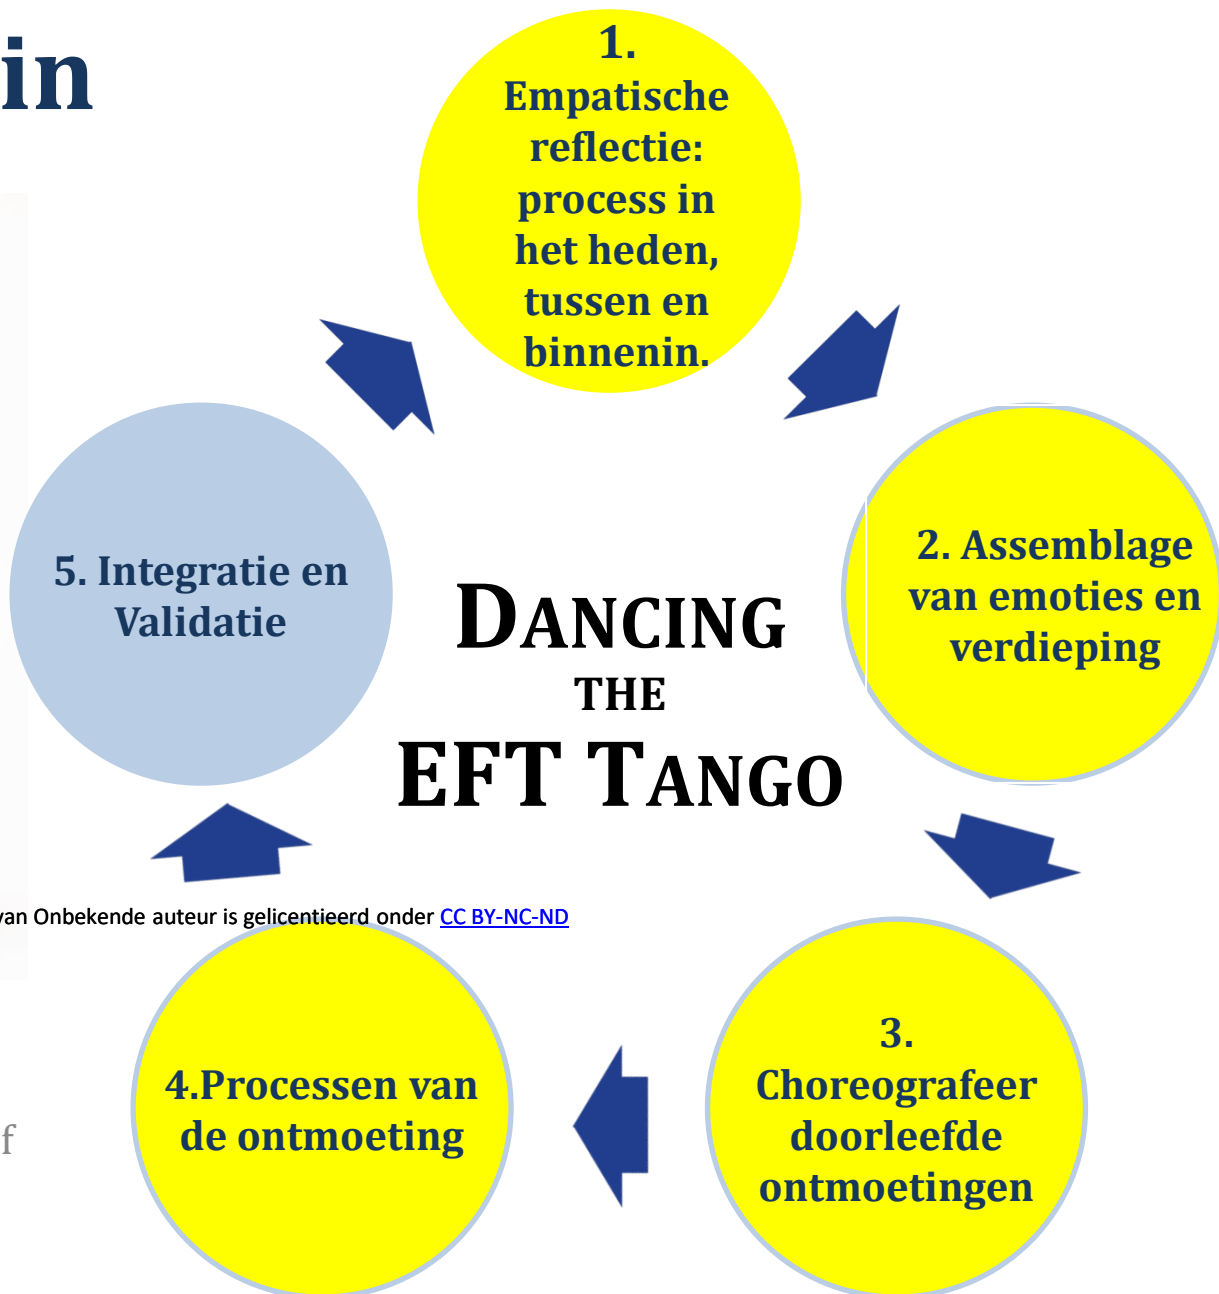 in
1.
Empatische
reflectie:
process in
het heden,
tussen en
binnenin.
2. Assemblage
van emoties en
verdieping
5. Integratie en
Validatie
DANCING
THE
EFT TANGO
van Onbekende auteur is gelicentieerd onder CC BY-NC-ND
3.
Choreografeer
doorleefde
ontmoetingen
4.Processen van
de ontmoeting
f